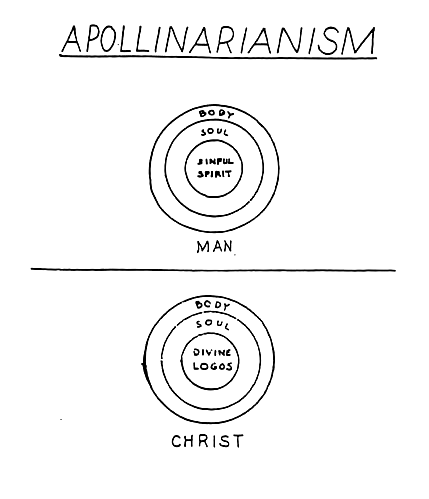 APOLLINARIANISM
BODY
SOUL
SINFUL
SPIRIT
MAN
BODY
SOUL
DIVINE
LOGOS
CHRIST